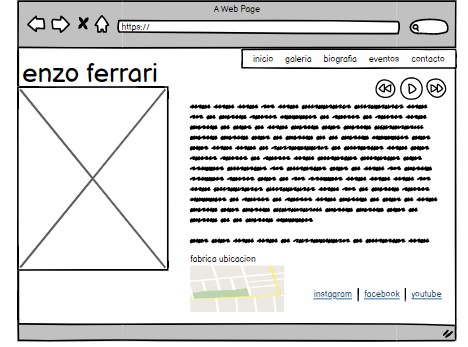 A Web Page
https://
inicio galeria biografia eventos contacto
enzo ferrari
fabrica ubicacion
instagram | facebook | youtube